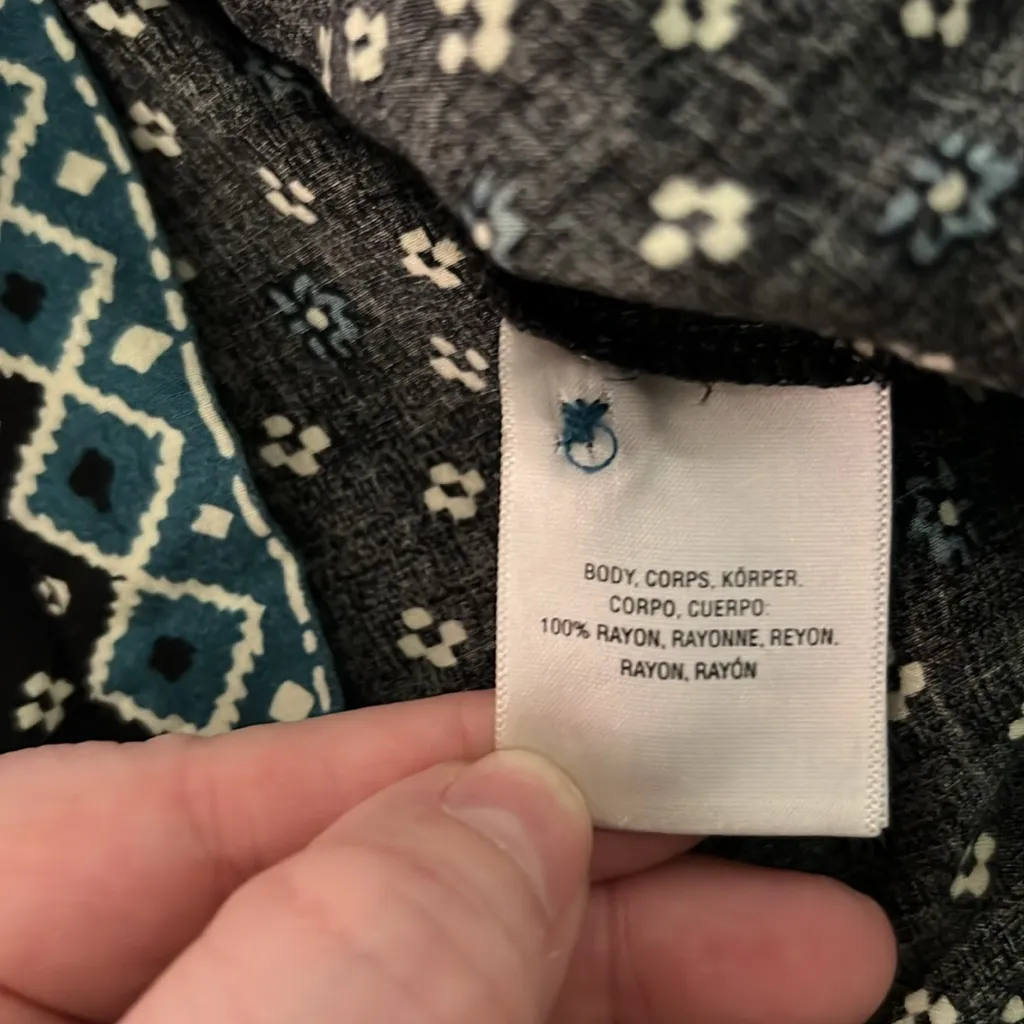 BODY, CORPS, KÖRPER.
CORPO, CUERPO:
100% RAYON, RAYONNE, REYON.
RAYON, RAYÓN